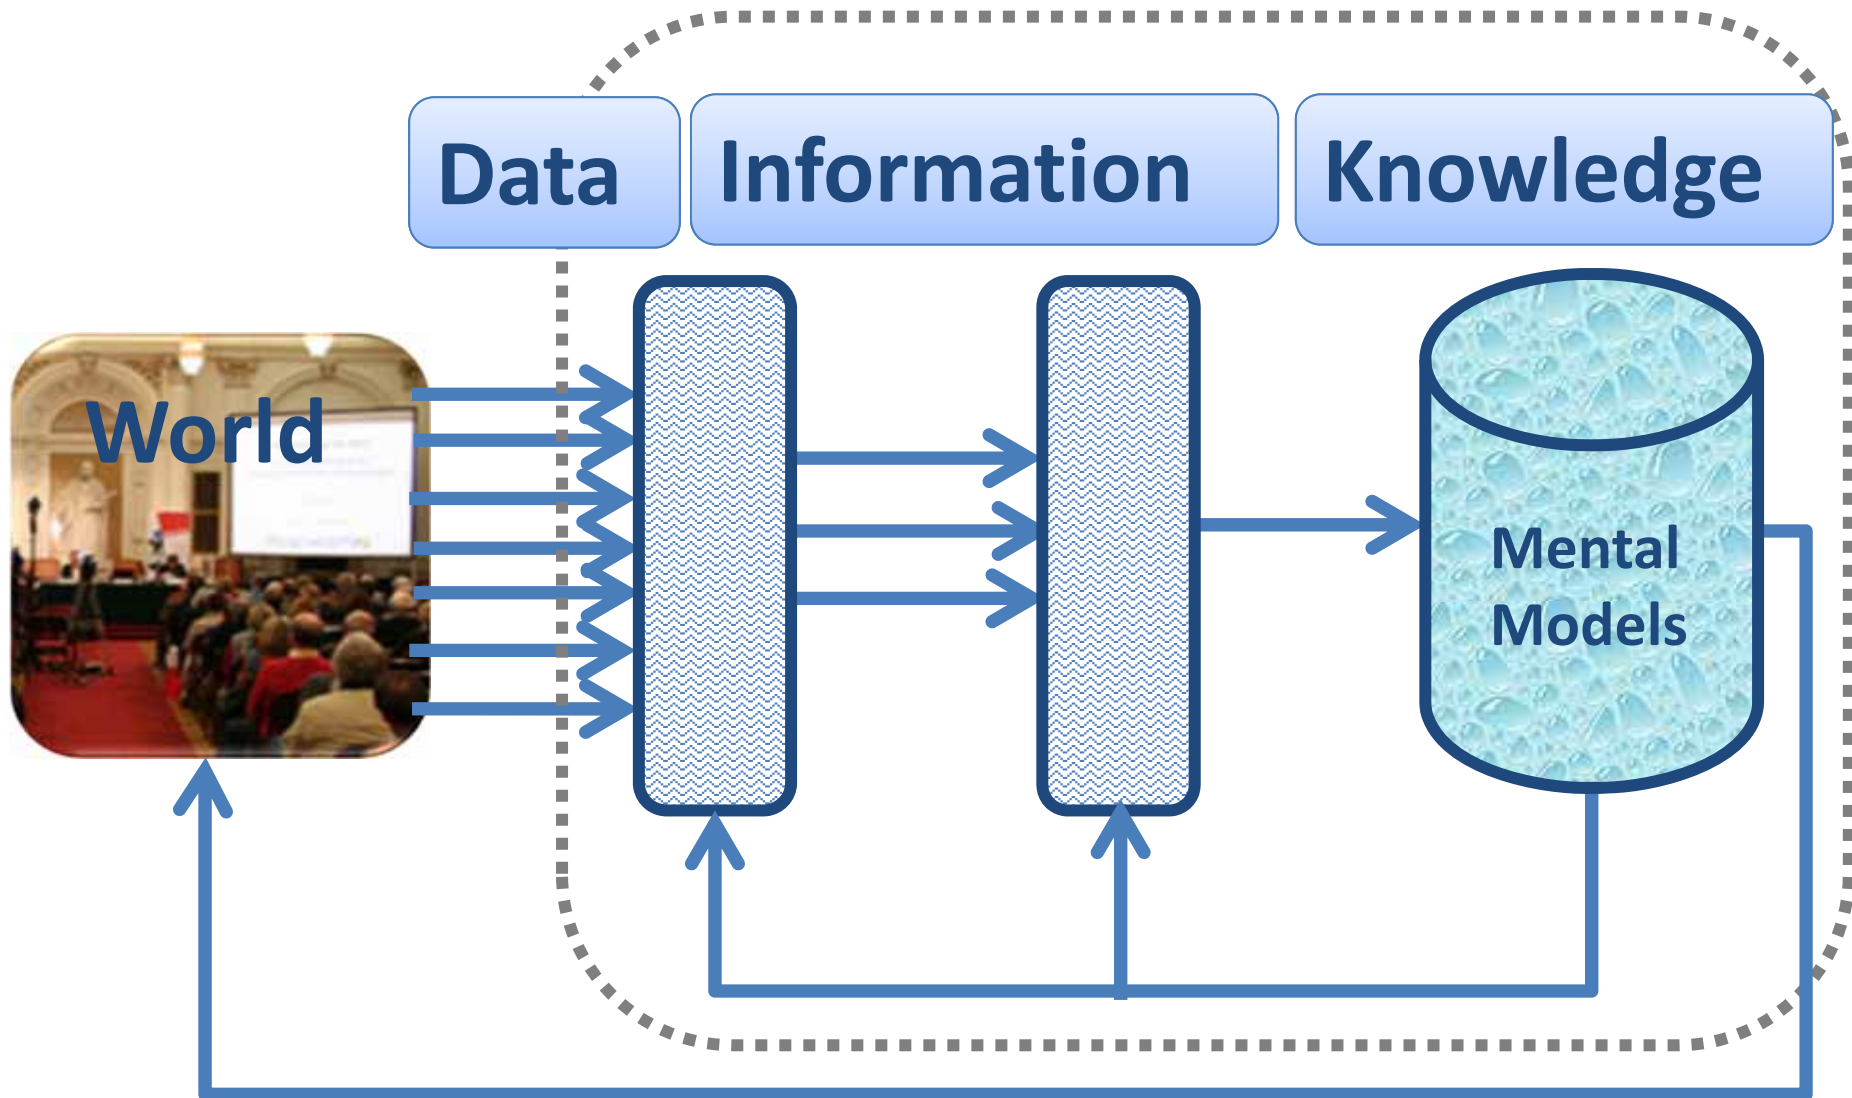 Data
Information
Knowledge
World
Mental
Models